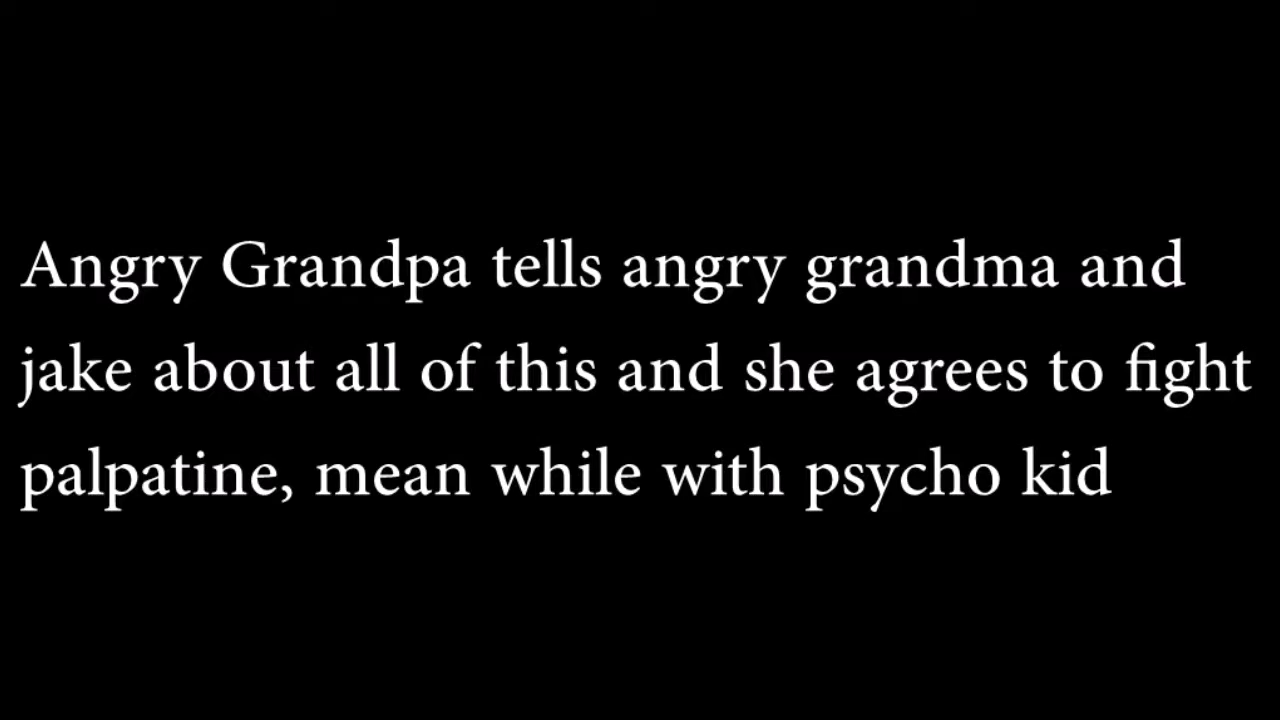 Angry Grandpa tells angry grandma and
jake about all of this and she agrees to fight
palpatine, mean while with psycho kid